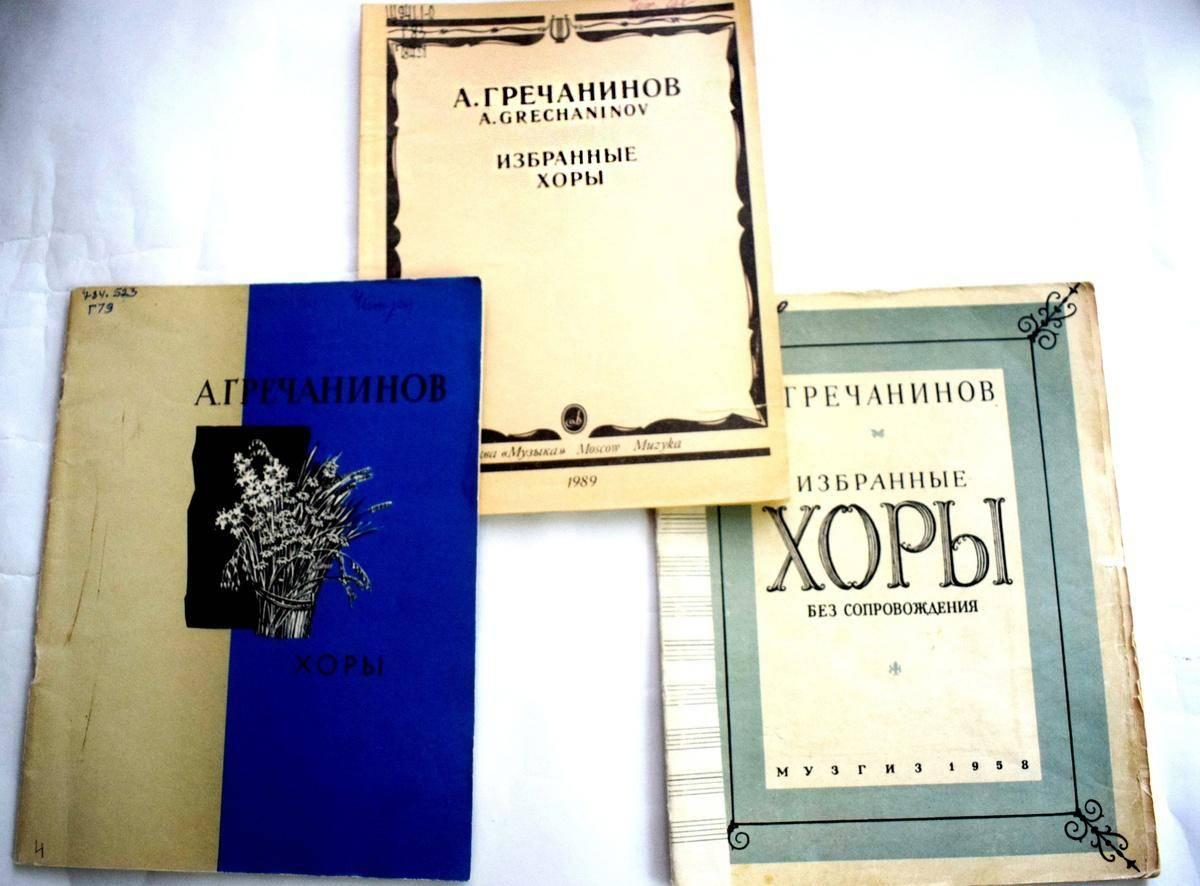 А.ГРЕЧАНИНОВ
A.GRECHANINOV
ИЗБРАННЫЕ
ХОРЫ
«Музыка» Moscow Muzyka
1989
784.523
Г79
А.ГРЕЧАНИНОВ
ХОРЫ
Ч
ГРЕЧАНИНОВ
ИЗБРАННЫЕ
ХОРЫ
БЕЗ СОПРОВОЖДЕНИЯ
МУЗГИЗ 1958